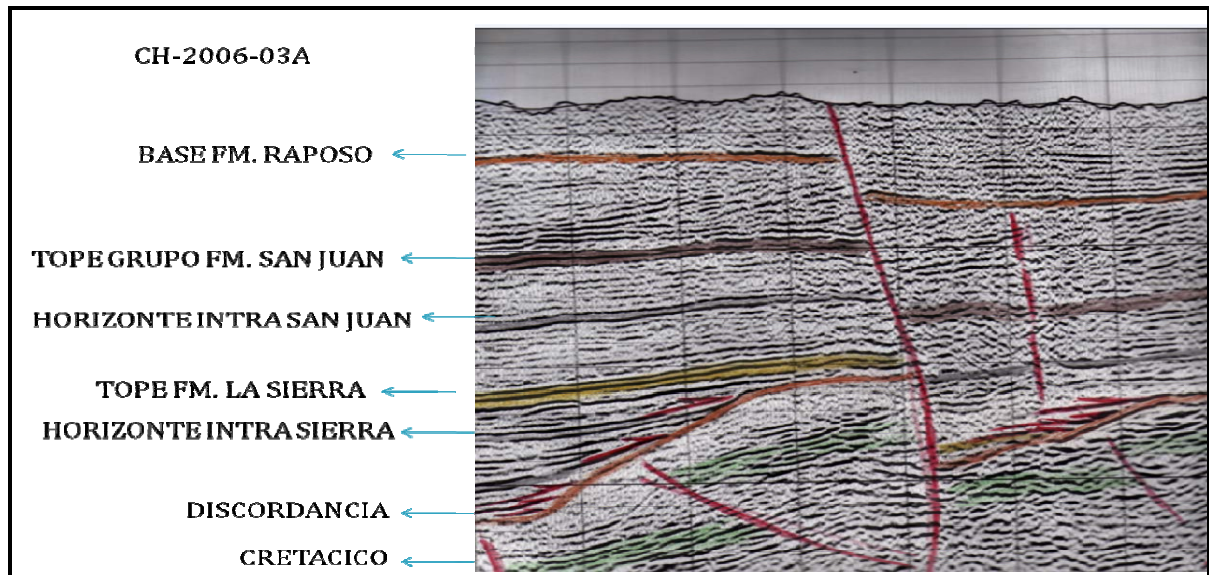 CH-2006-03A
BASE FM. RAPOSO
TOPE GRUPO FM. SAN JUAN
HORIZONTE INTRA SAN JUAN
TOPE FM. LA SIERRA
HORIZONTE INTRA SIERRA
DISCORDANCIA
CRETACICO